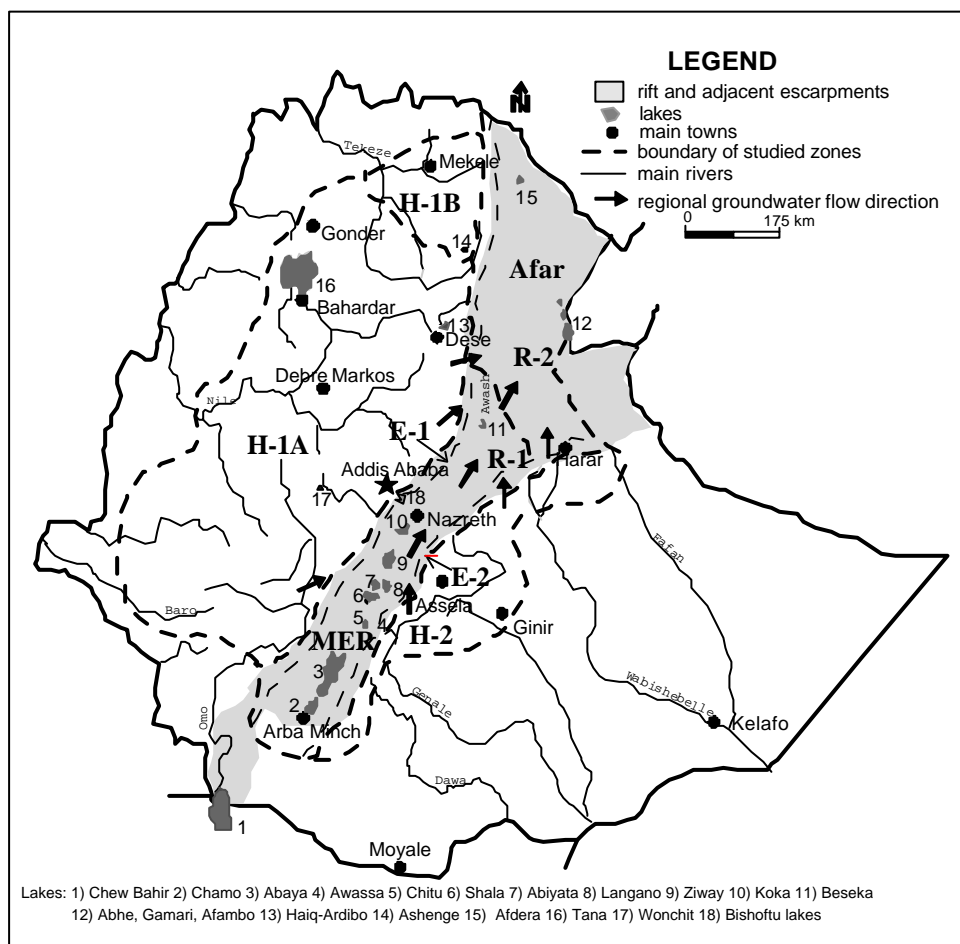 LEGEND
rift and adjacent escarpments
lakes
main towns
boundary of studied zones
main rivers
regional groundwater flow direction
0 175 km
N
Tekeze
Mekele
15
H-1B
Gonder
14
Afar
16
Bahardar
12
13
Dese
R-2
Debre Markos
Nile
Awash
E-1
11
H-1A
R-1
Harar
Addis Ababa
17
18
10
Nazreth
Fafan
9
E-2
7
8
6
Assela
Baro
5
4
H-2
Ginir
MER
3
Genale
Wabishebelle
2
Omo
Kelafo
Arba Minch
Dawa
1
Moyale
Lakes: 1) Chew Bahir 2) Chamo 3) Abaya 4) Awassa 5) Chitu 6) Shala 7) Abiyata 8) Langano 9) Ziway 10) Koka 11) Beseka
12) Abhe, Gamari, Afambo 13) Haiq-Ardibo 14) Ashenge 15) Afdera 16) Tana 17) Wonchit 18) Bishoftu lakes